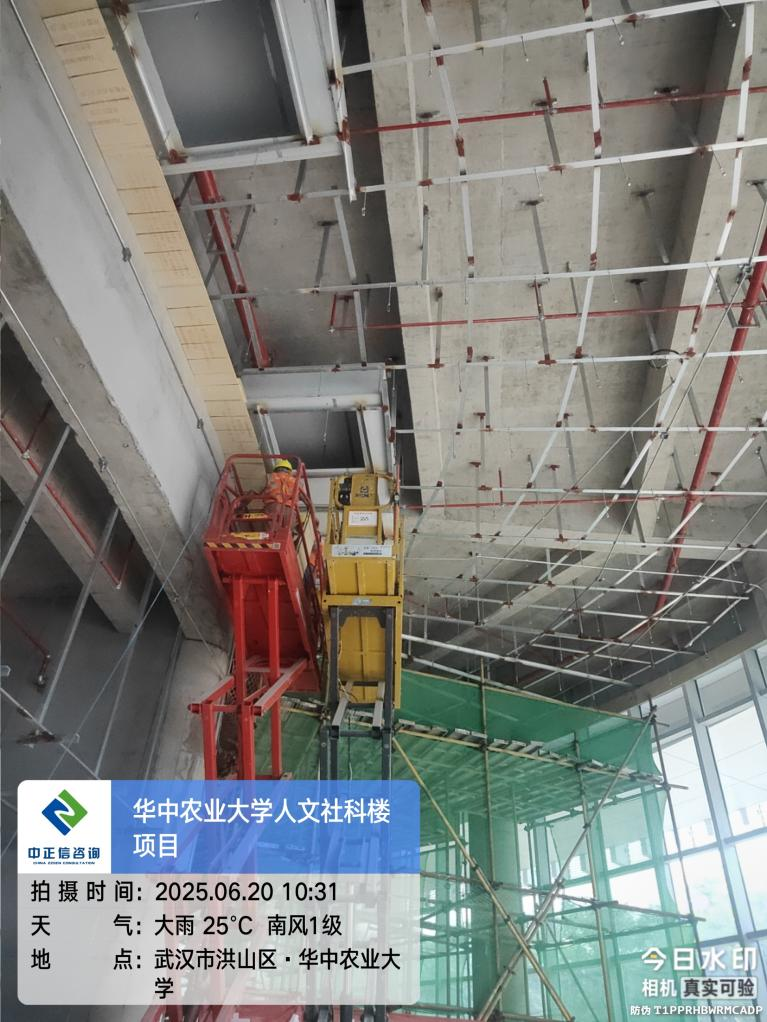 华中农业大学人文社科楼
项目
中正信咨询
CHINA ZZXEN CONSULTATION
拍摄时间：2025.06.20 10:31
天气：大雨 25℃ 南风1级
地点：武汉市洪山区·华中农业大
学
今日水印
相机 真实可验
防伪 T1PPRHBWRMCADP